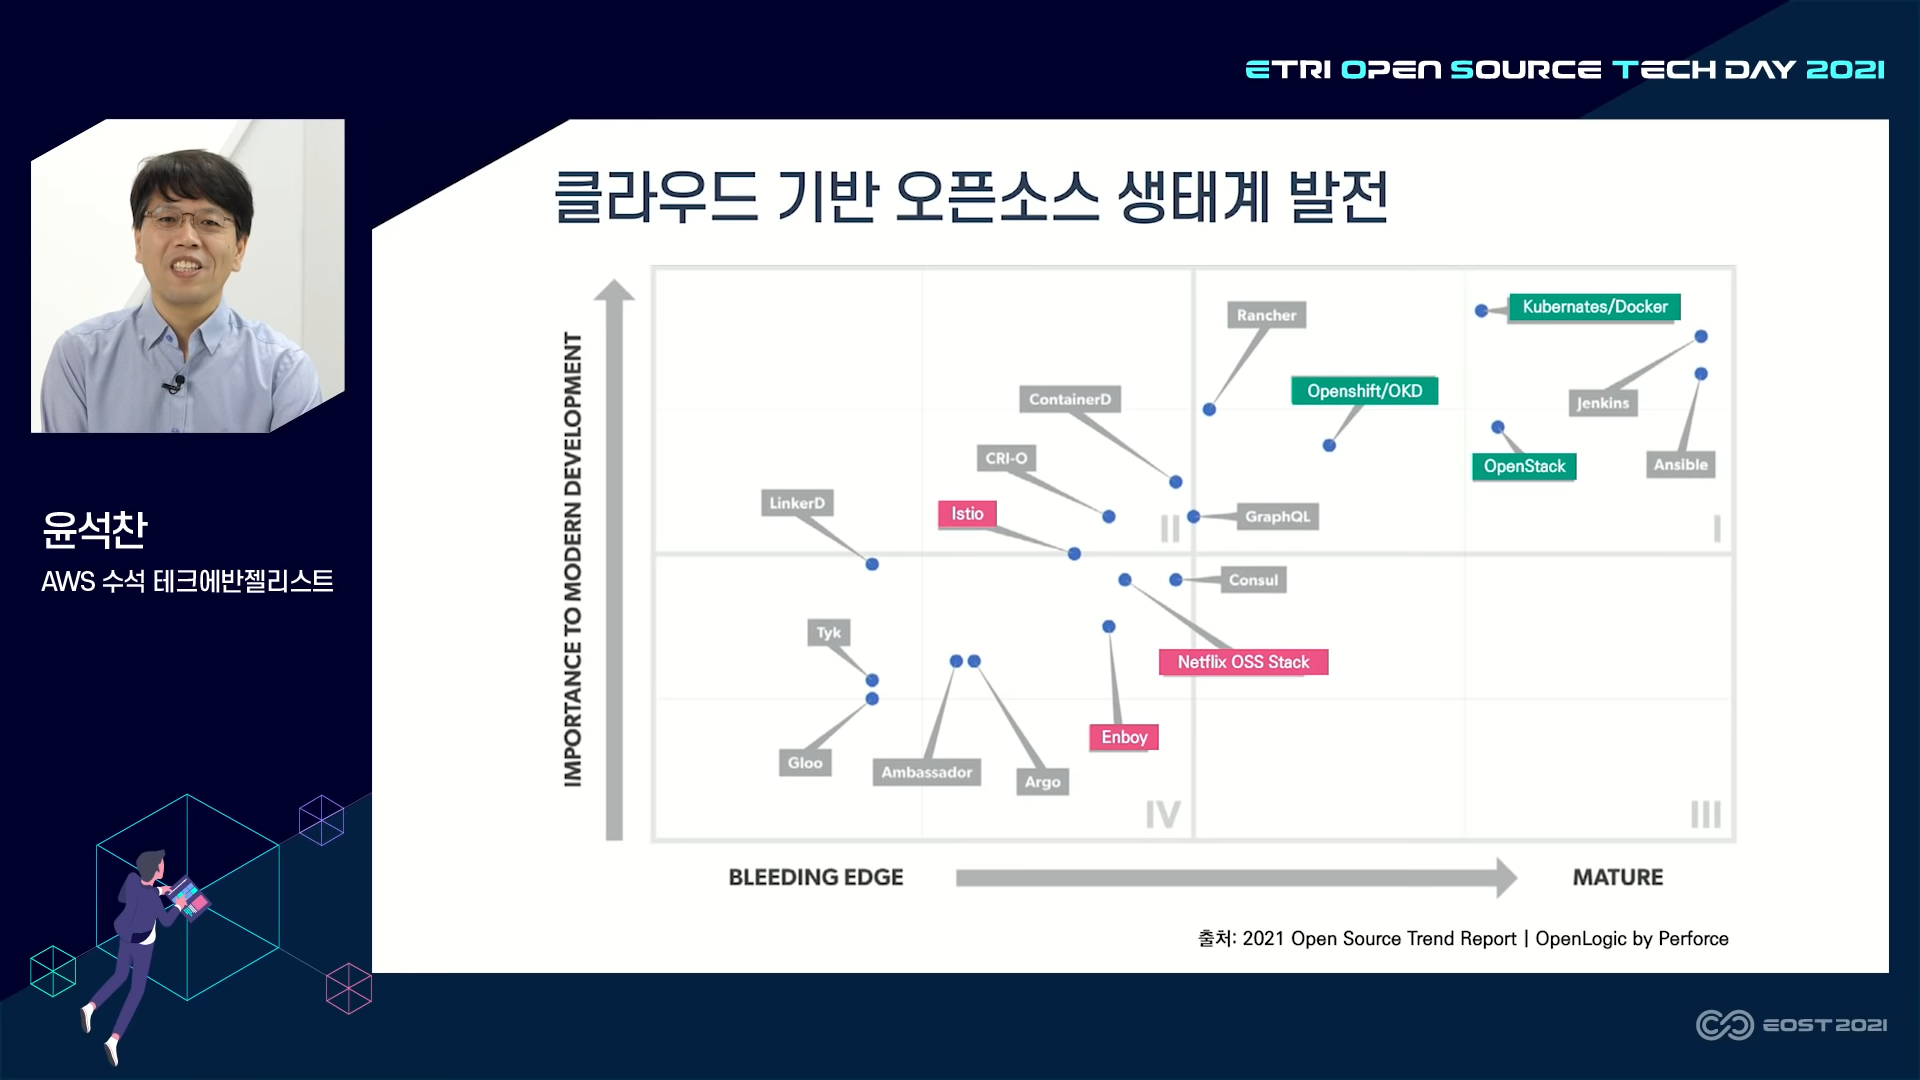 ETRI OPEN SOURCE TECH DAY 2021
윤석찬
AWS 수석 테크에반젤리스트
클라우드 기반 오픈소스 생태계 발전
IMPORTANCE TO MODERN DEVELOPMENT
Rancher
Kubernates/Docker
Openshift/OKD
ContainerD
Jenkins
CRI-O
OpenStack
Ansible
LinkerD
Istio
GraphQL
II
I
Consul
Tyk
Netflix OSS Stack
Enboy
Gloo
Ambassador
Argo
IV
III
BLEEDING EDGE
MATURE
출처: 2021 Open Source Trend Report | OpenLogic by Perforce
EOST 2021